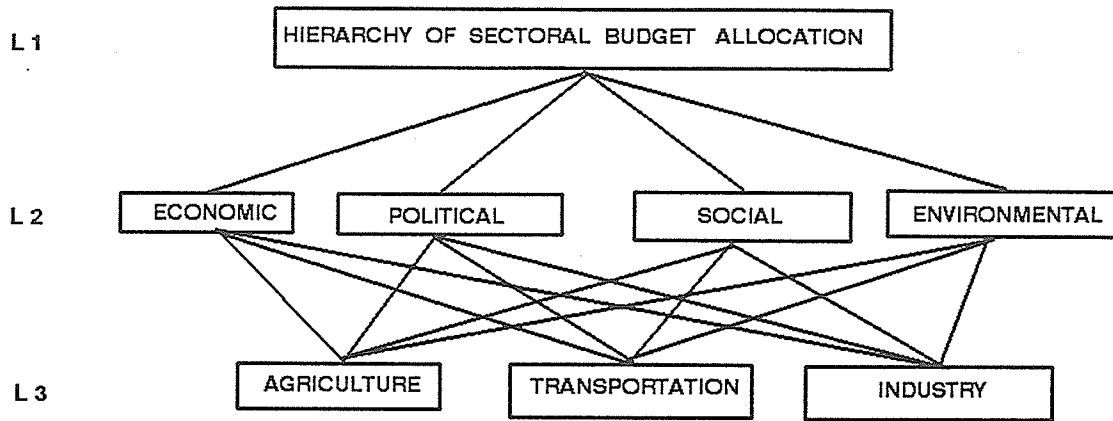 L 1
HIERARCHY OF SECTORAL BUDGET ALLOCATION
L 2
ECONOMIC
POLITICAL
SOCIAL
ENVIRONMENTAL
L 3
AGRICULTURE
TRANSPORTATION
INDUSTRY